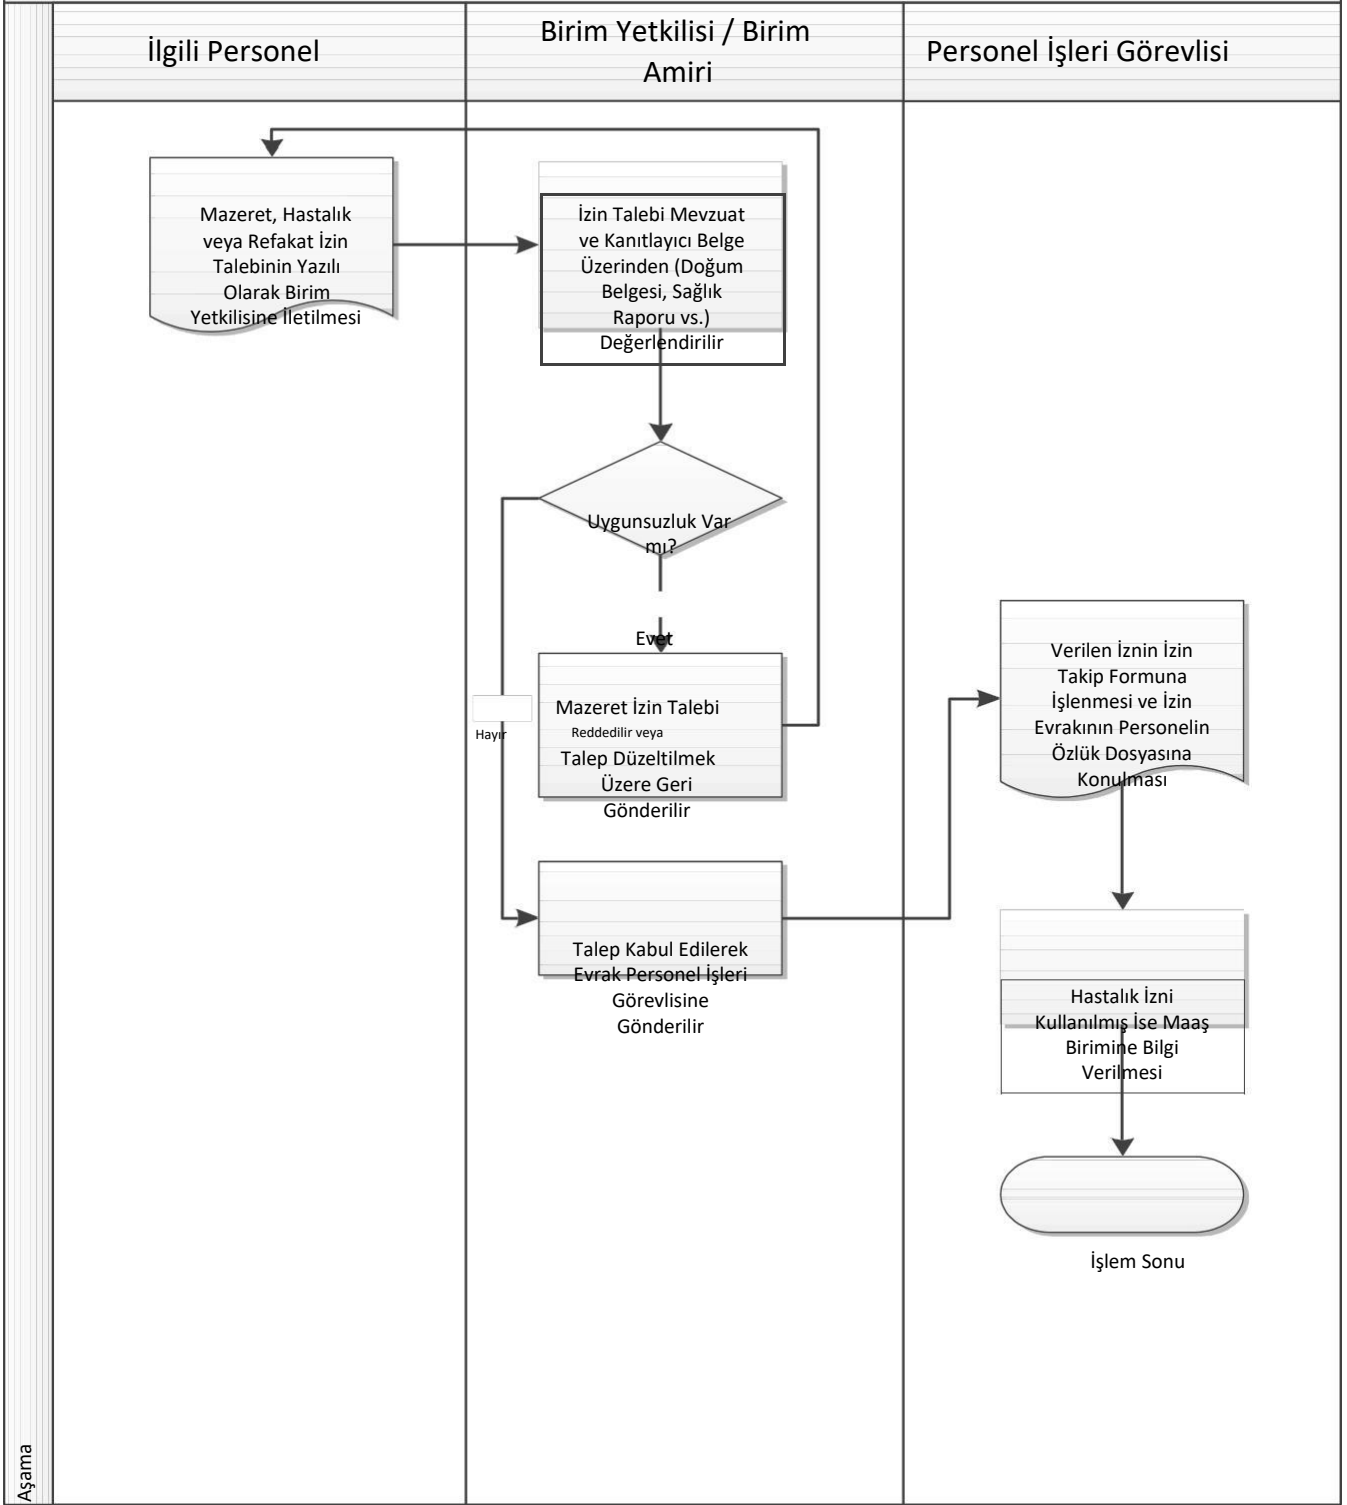 İlgili Personel
Birim Yetkilisi / Birim
Amiri
Personel İşleri Görevlisi
Mazeret, Hastalık
veya Refakat İzin
Talebinin Yazılı
Olarak Birim
Yetkilisine İletilmesi
İzin Talebi Mevzuat
ve Kanıtlayıcı Belge
Üzerinden (Doğum
Belgesi, Sağlık
Raporu vs.)
Değerlendirilir
Uygunsuzluk Var
mı?
Evet
Hayır
Mazeret İzin Talebi
Reddedilir veya
Talep Düzeltilmek
Üzere Geri
Gönderilir
Talep Kabul Edilerek
Evrak Personel İşleri
Görevlisine
Gönderilir
Verilen İznin İzin
Takip Formuna
İşlenmesi ve İzin
Evrakının Personelin
Özlük Dosyasına
Konulması
Hastalık İzni
Kullanılmış İse Maaş
Birimine Bilgi
Verilmesi
İşlem Sonu
Aşama